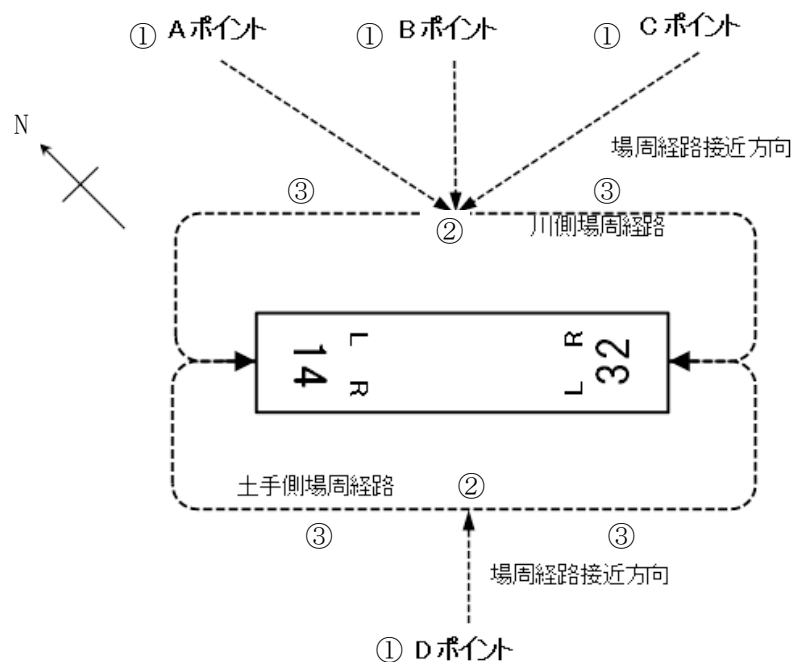 ① Aポイント
① Bポイント
① Cポイント
N
場周経路接近方向
③
③
②
川側場周経路
14
L
R
R
L
32
土手側場周経路
②
③
③
場周経路接近方向
① Dポイント